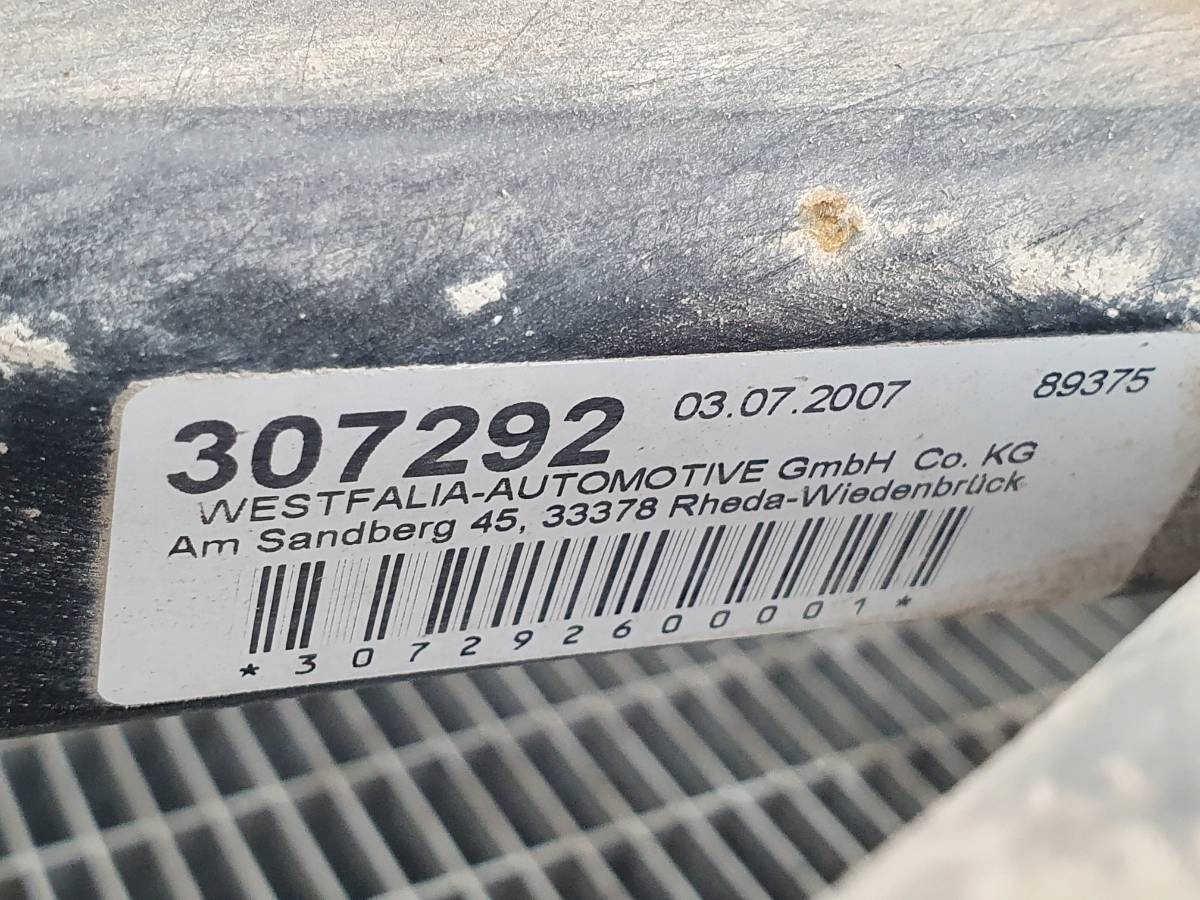 307292 03.07.2007 89375
WESTFALIA-AUTOMOTIVE GmbH Co. KG
Am Sandberg 45, 33378 Rheda-Wiedenbrück
*307292600001*